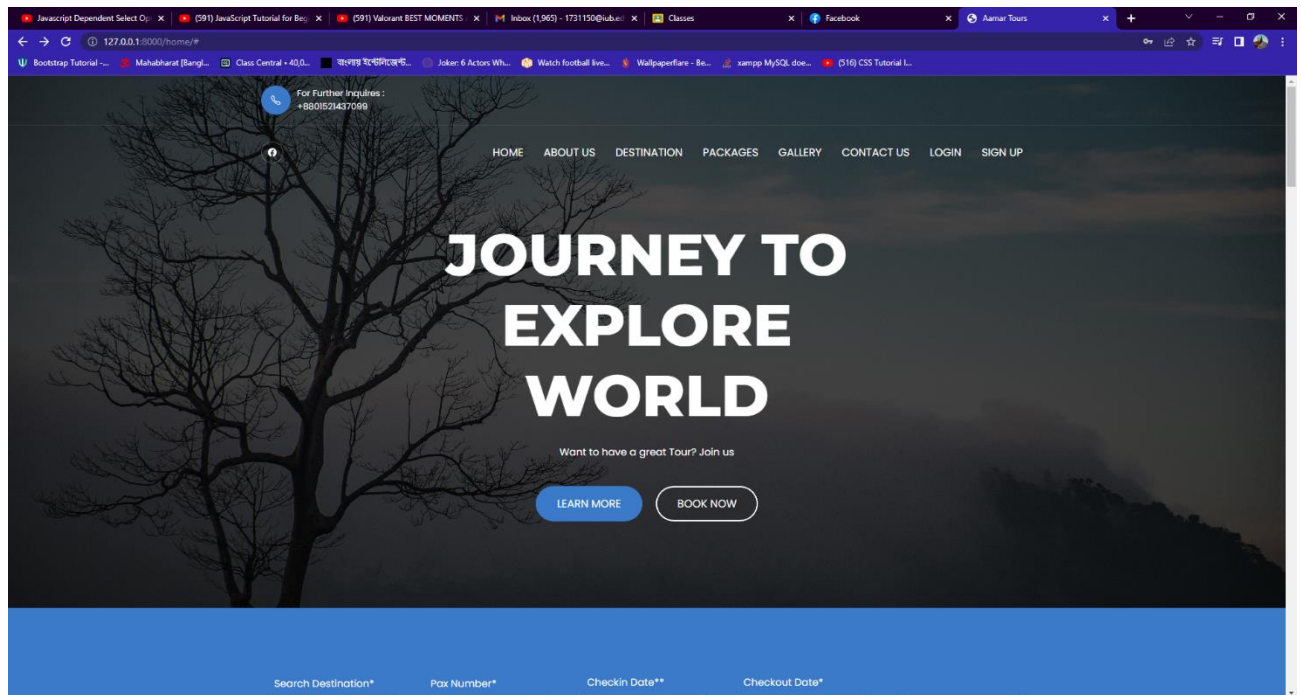 Javascript Dependent Select Op
(591) JavaScript Tutorial for Beg
(591) Valorant BEST MOMENTS
Inbox (1,965) - 1731150@iub.ed
Classes
Facebook
Aamar Tours
127.0.0.1:8000/home/#
Bootstrap Tutorial -...
Mahabharat [Bangl...
Class Central • 40,0...
Joker: 6 Actors Wh...
Watch football live...
Wallpaperflare - Be...
xampp MySQL doe...
(516) CSS Tutorial I...
For Further Inquires :
+8801521437099
HOME ABOUT US DESTINATION PACKAGES GALLERY CONTACT US LOGIN SIGN UP
JOURNEY TO
EXPLORE
WORLD
Want to have a great Tour? Join us
LEARN MORE BOOK NOW
Search Destination* Pax Number* Checkin Date** Checkout Date*